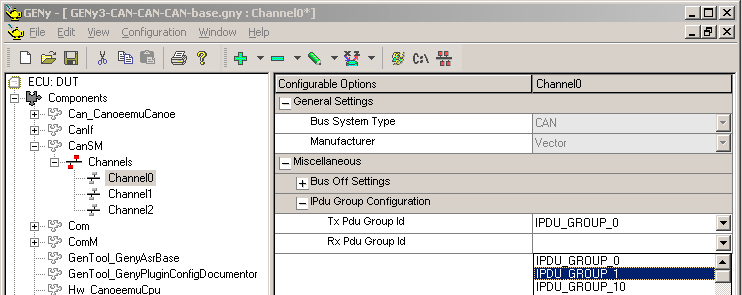 GENy - [ GENy3-CAN-CAN-CAN-base.gny : Channel0*]
File Edit View Configuration Window Help
C:\
ECU: DUT
Components
Can_CanoeemuCanoe
CanIf
CanSM
Channels
Channel0
Channel1
Channel2
Com
ComM
GenTool_GenyAsrBase
GenTool_GenyPluginConfigDocumentor
Hw_CanoeemuCpu
Configurable Options Channel0
General Settings
Bus System Type CAN
Manufacturer Vector
Miscellaneous
Bus Off Settings
IPdu Group Configuration
Tx Pdu Group Id IPDU_GROUP_0
Rx Pdu Group Id
IPDU_GROUP_0
IPDU_GROUP_1
IPDU_GROUP_10